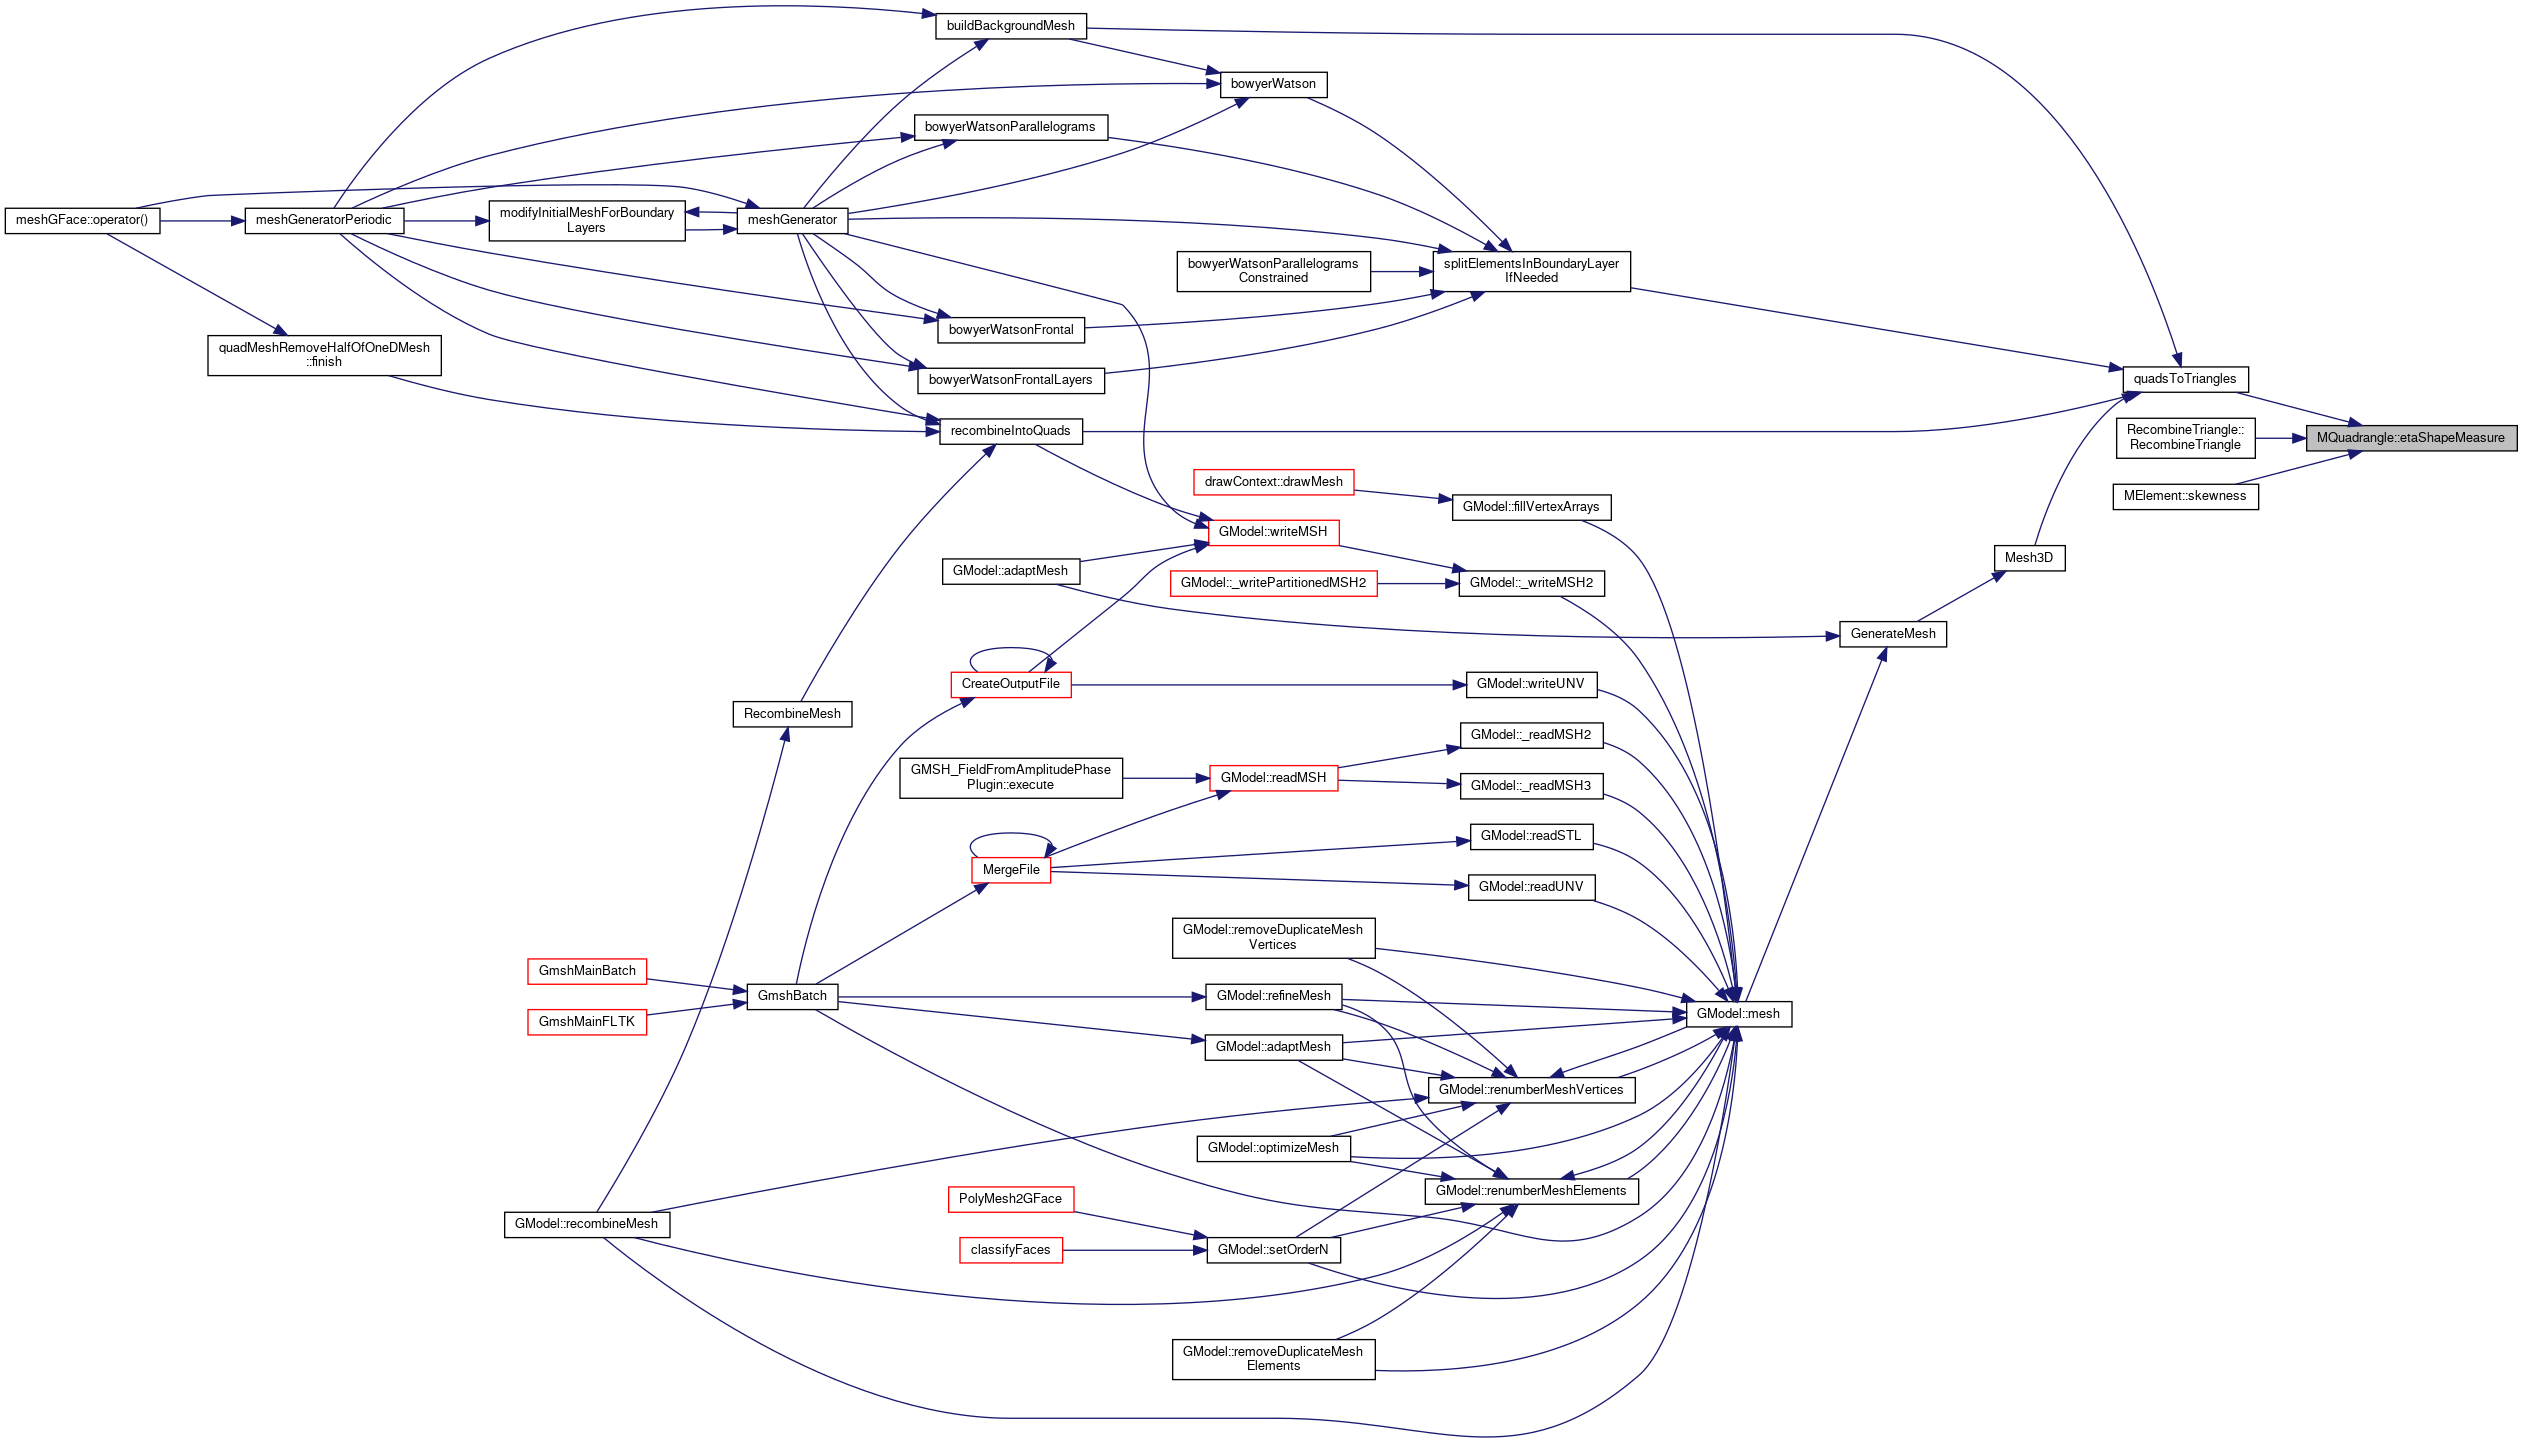 buildBackgroundMesh
bowyerWatson
bowyerWatsonParallelograms
meshGFace::operator()
meshGeneratorPeriodic
modifyInitialMeshForBoundary
Layers
meshGenerator
bowyerWatsonParallelograms
Constrained
splitElementsInBoundaryLayer
IfNeeded
bowyerWatsonFrontal
quadMeshRemoveHalfOfOneDMesh
::finish
bowyerWatsonFrontalLayers
quadsToTriangles
recombineIntoQuads
RecombineTriangle::
RecombineTriangle
MQuadrangle::etaShapeMeasure
drawContext::drawMesh
GModel::fillVertexArrays
MElement::skewness
GModel::writeMSH
GModel::adaptMesh
GModel::_writePartitionedMSH2
GModel::_writeMSH2
Mesh3D
GenerateMesh
CreateOutputFile
GModel::writeUNV
RecombineMesh
GModel::_readMSH2
GMSH_FieldFromAmplitudePhase
Plugin::execute
GModel::readMSH
GModel::_readMSH3
GModel::readSTL
MergeFile
GModel::readUNV
GModel::removeDuplicateMesh
Vertices
GmshMainBatch
GmshBatch
GModel::refineMesh
GmshMainFLTK
GModel::mesh
GModel::adaptMesh
GModel::renumberMeshVertices
GModel::optimizeMesh
PolyMesh2GFace
GModel::renumberMeshElements
GModel::recombineMesh
classifyFaces
GModel::setOrderN
GModel::removeDuplicateMesh
Elements